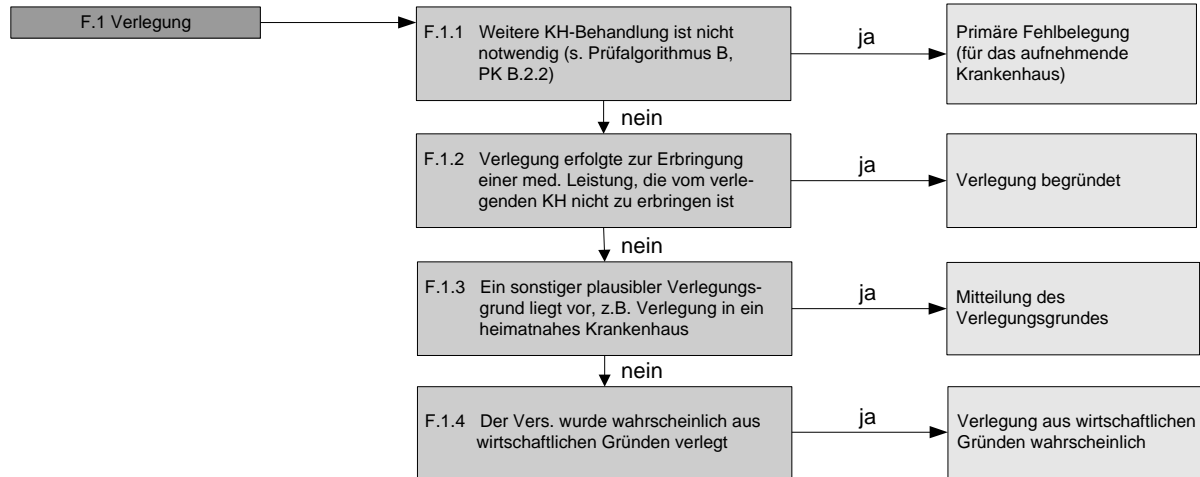 F.1 Verlegung
F.1.1 Weitere KH-Behandlung ist nicht
notwendig (s. Prüfalgorithmus B,
PK B.2.2)
ja
Primäre Fehlbelegung
(für das aufnehmende
Krankenhaus)
nein
F.1.2 Verlegung erfolgte zur Erbringung
einer med. Leistung, die vom verle-
genden KH nicht zu erbringen ist
ja
Verlegung begründet
nein
F.1.3 Ein sonstiger plausibler Verlegungs-
grund liegt vor, z.B. Verlegung in ein
heimatnahes Krankenhaus
ja
Mitteilung des
Verlegungsgrundes
nein
F.1.4 Der Vers. wurde wahrscheinlich aus
wirtschaftlichen Gründen verlegt
ja
Verlegung aus wirtschaftlichen
Gründen wahrscheinlich